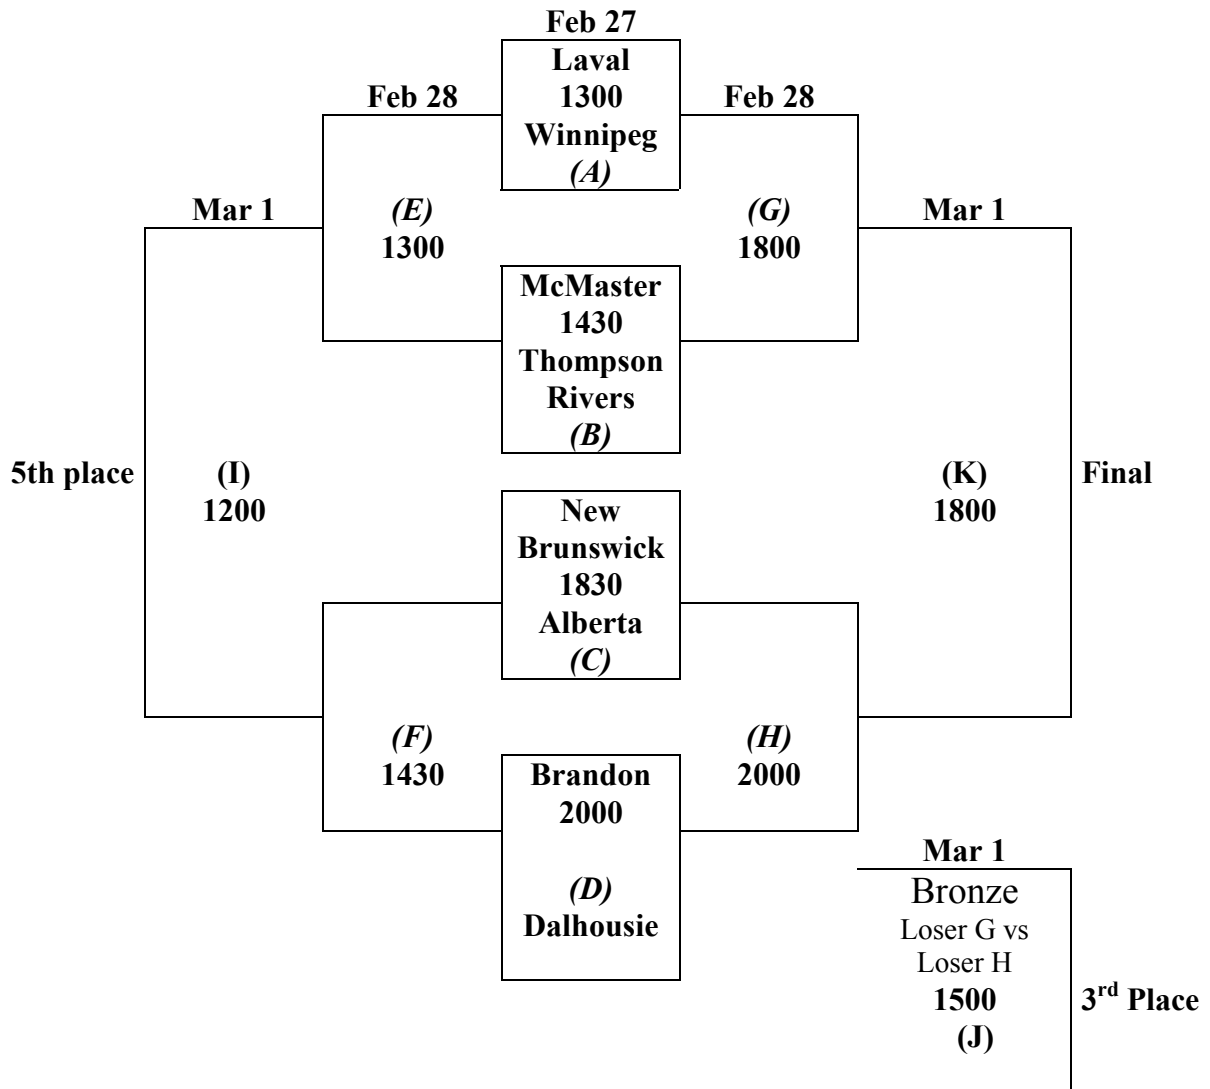 Feb 27
Laval
Feb 28
1300
Feb 28
Winnipeg
(A)
Mar 1
(E)
(G)
Mar 1
1300
1800
McMaster
1430
Thompson
Rivers
(B)
5th place
(I)
(K)
Final
1200
1800
New
Brunswick
1830
Alberta
(C)
(F)
(H)
1430
Brandon
2000
2000
Mar 1
(D)
Bronze
Dalhousie
Loser G vs
Loser H
1500
3rd Place
(J)